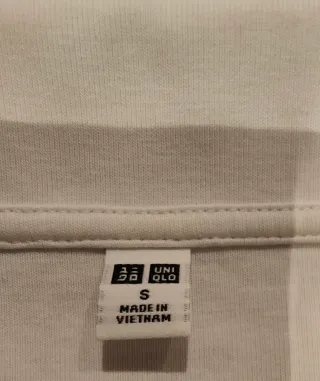 ユニ UNI
クロ QLO
S
MADE IN
VIETNAM